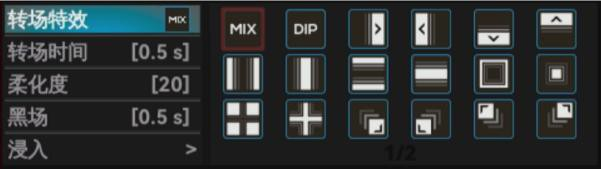 转场特效 MIX
转场时间 [0.5 s]
柔化度 [20]
黑场 [0.5 s]
浸入 >
MIX DIP
1/2